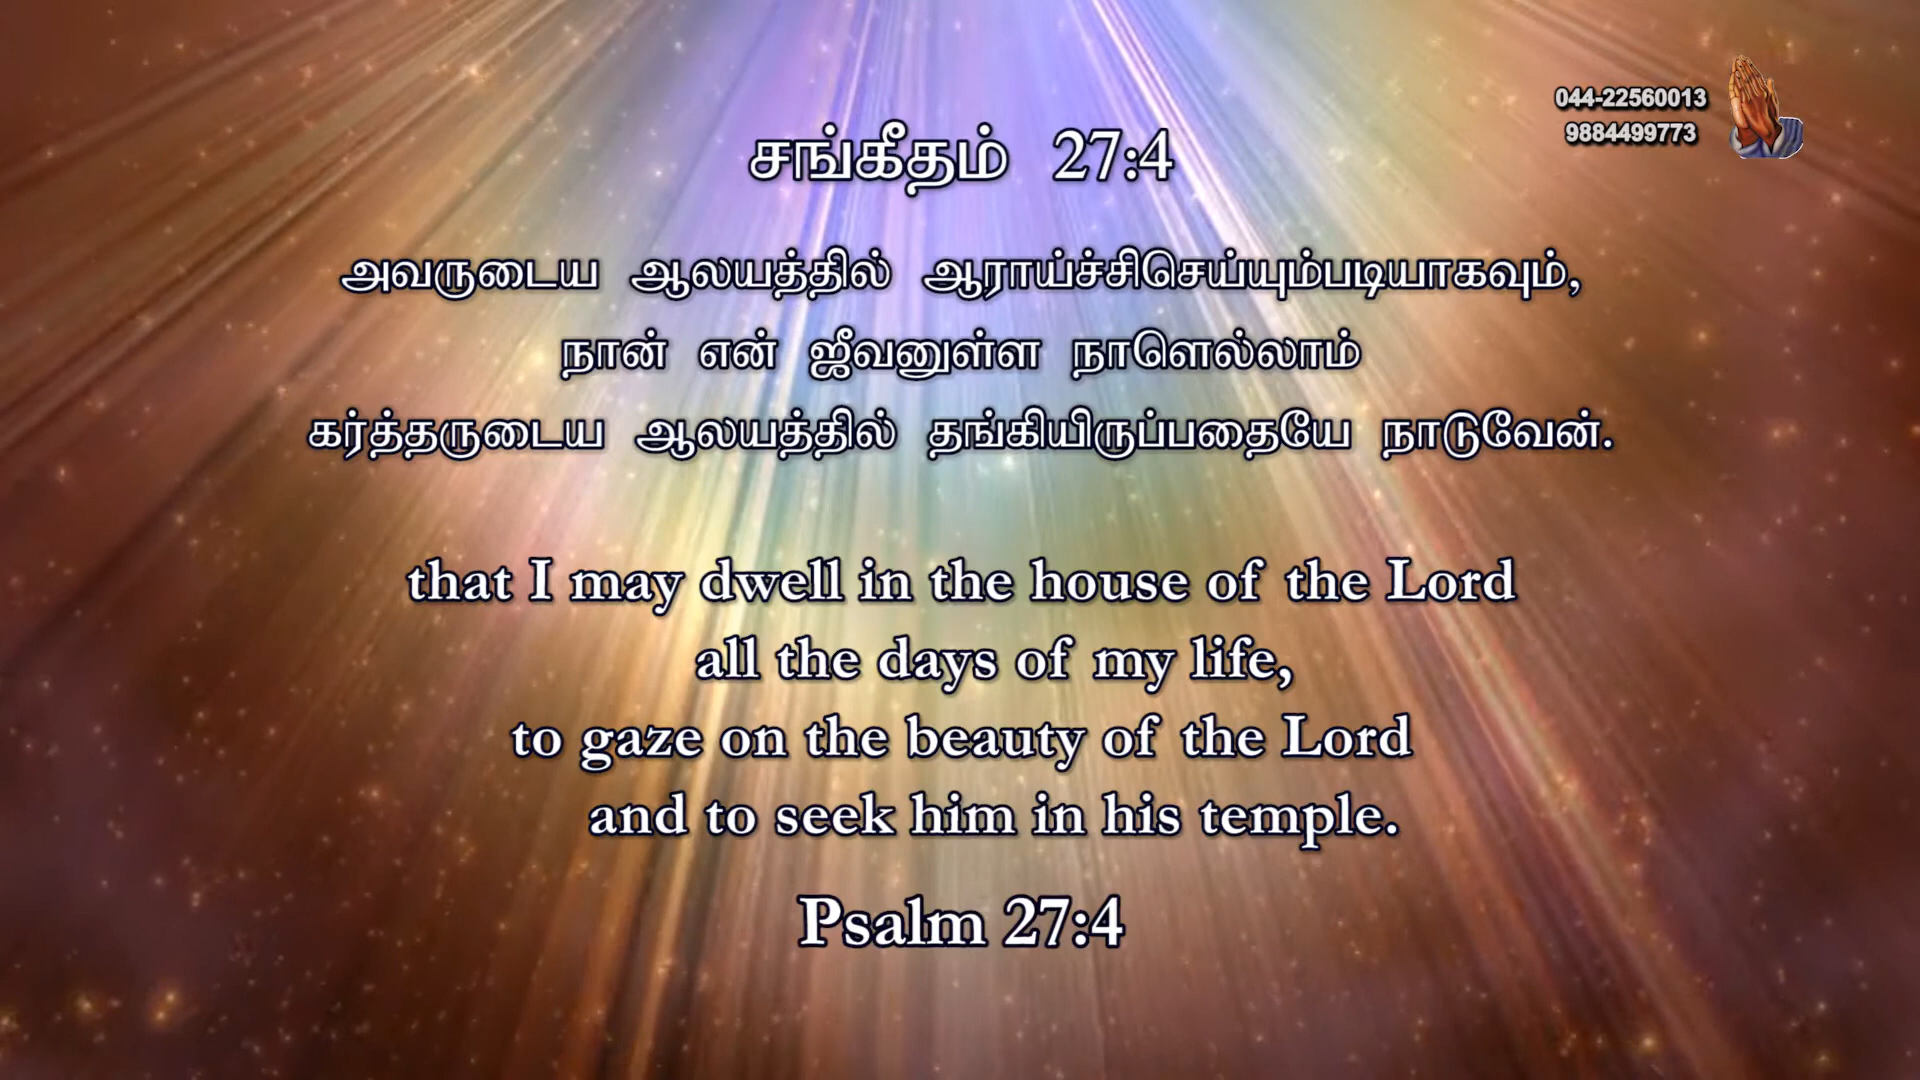 044-22560013
9884499773
சங்கீதம் 27:4
அவருடைய ஆலயத்தில் ஆராய்ச்சிசெய்யும்படியாகவும்,
நான் என் ஜீவனுள்ள நாளெல்லாம்
கர்த்தருடைய ஆலயத்தில் தங்கியிருப்பதையே நாடுவேன்.
that I may dwell in the house of the Lord
all the days of my life,
to gaze on the beauty of the Lord
and to seek him in his temple.
Psalm 27:4